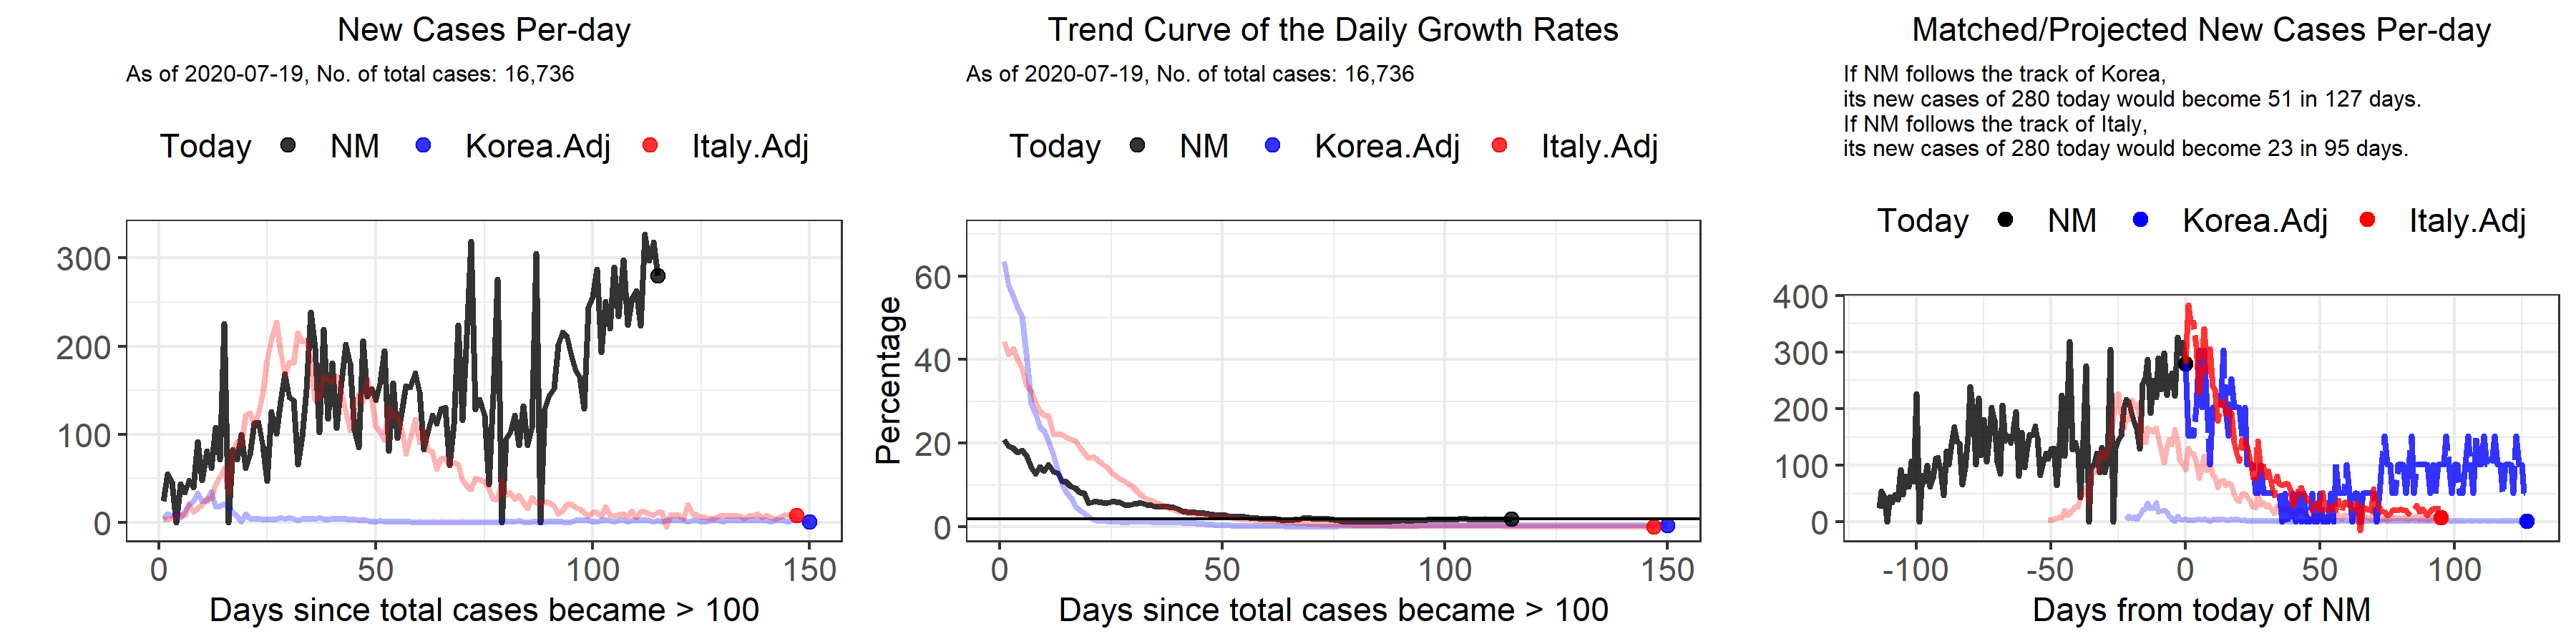 New Cases Per-day
As of 2020-07-19, No. of total cases: 16,736
Today NM Korea.Adj Italy.Adj
300
200
100
0
0 50 100 150
Days since total cases became > 100
Trend Curve of the Daily Growth Rates
As of 2020-07-19, No. of total cases: 16,736
Today NM Korea.Adj Italy.Adj
Percentage
60
40
20
0
0 50 100 150
Days since total cases became > 100
Matched/Projected New Cases Per-day
If NM follows the track of Korea,
its new cases of 280 today would become 51 in 127 days.
If NM follows the track of Italy,
its new cases of 280 today would become 23 in 95 days.
Today NM Korea.Adj Italy.Adj
400
300
200
100
0
-100 -50 0 50 100
Days from today of NM